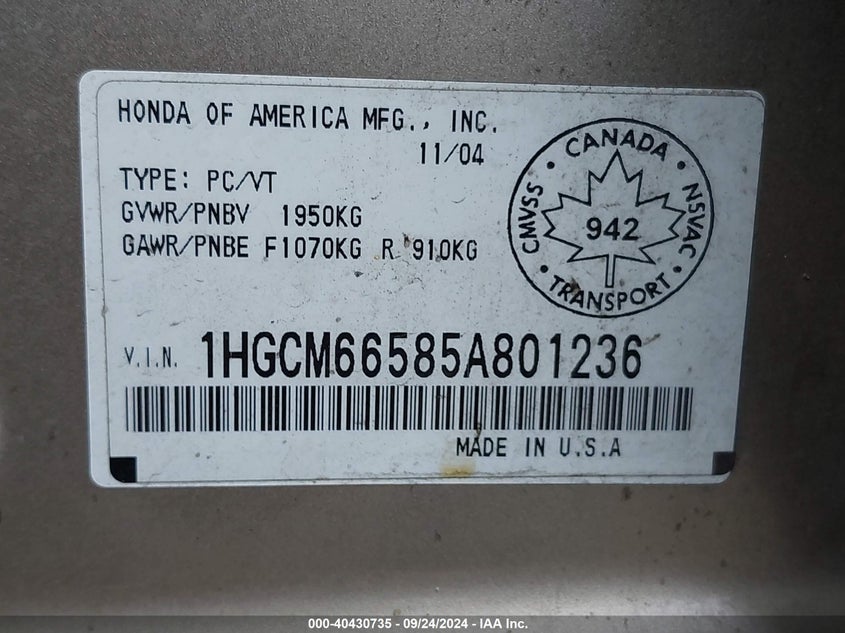 HONDA OF AMERICA MFG., INC.
11/04
TYPE: PC/VT
GVWR/PNBV 1950KG
GAWR/PNBE F1070KG R 910KG
CMVSS • CANADA • NSVAC • TRANSPORT •
942
V.I.N. 1HGCM66585A801236
MADE IN U.S.A
000-40430735 - 09/24/2024 - IAA Inc.